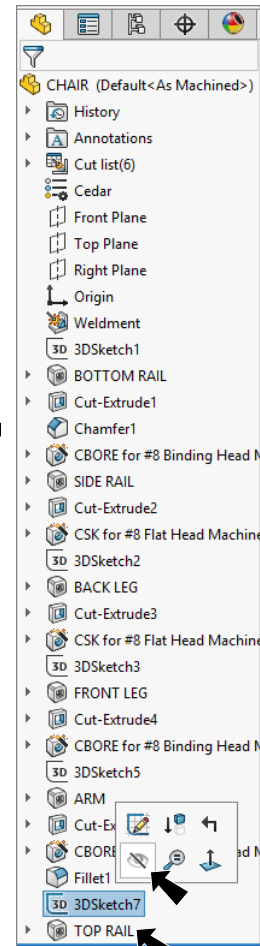 CHAIR (Default<As Machined>)
History
A Annotations
Cut list(6)
Cedar
Front Plane
Top Plane
Right Plane
Origin
Weldment
3D 3DSketch1
BOTTOM RAIL
Cut-Extrude1
Chamfer1
CBORE for #8 Binding Head
SIDE RAIL
Cut-Extrude2
CSK for #8 Flat Head Machine
3D 3DSketch2
BACK LEG
Cut-Extrude3
CSK for #8 Flat Head Machine
3D 3DSketch3
FRONT LEG
Cut-Extrude4
CBORE for #8 Binding Head
3D 3DSketch5
ARM
Cut-Ex
CBORE ad
Fillet1
3D 3DSketch7
TOP RAIL